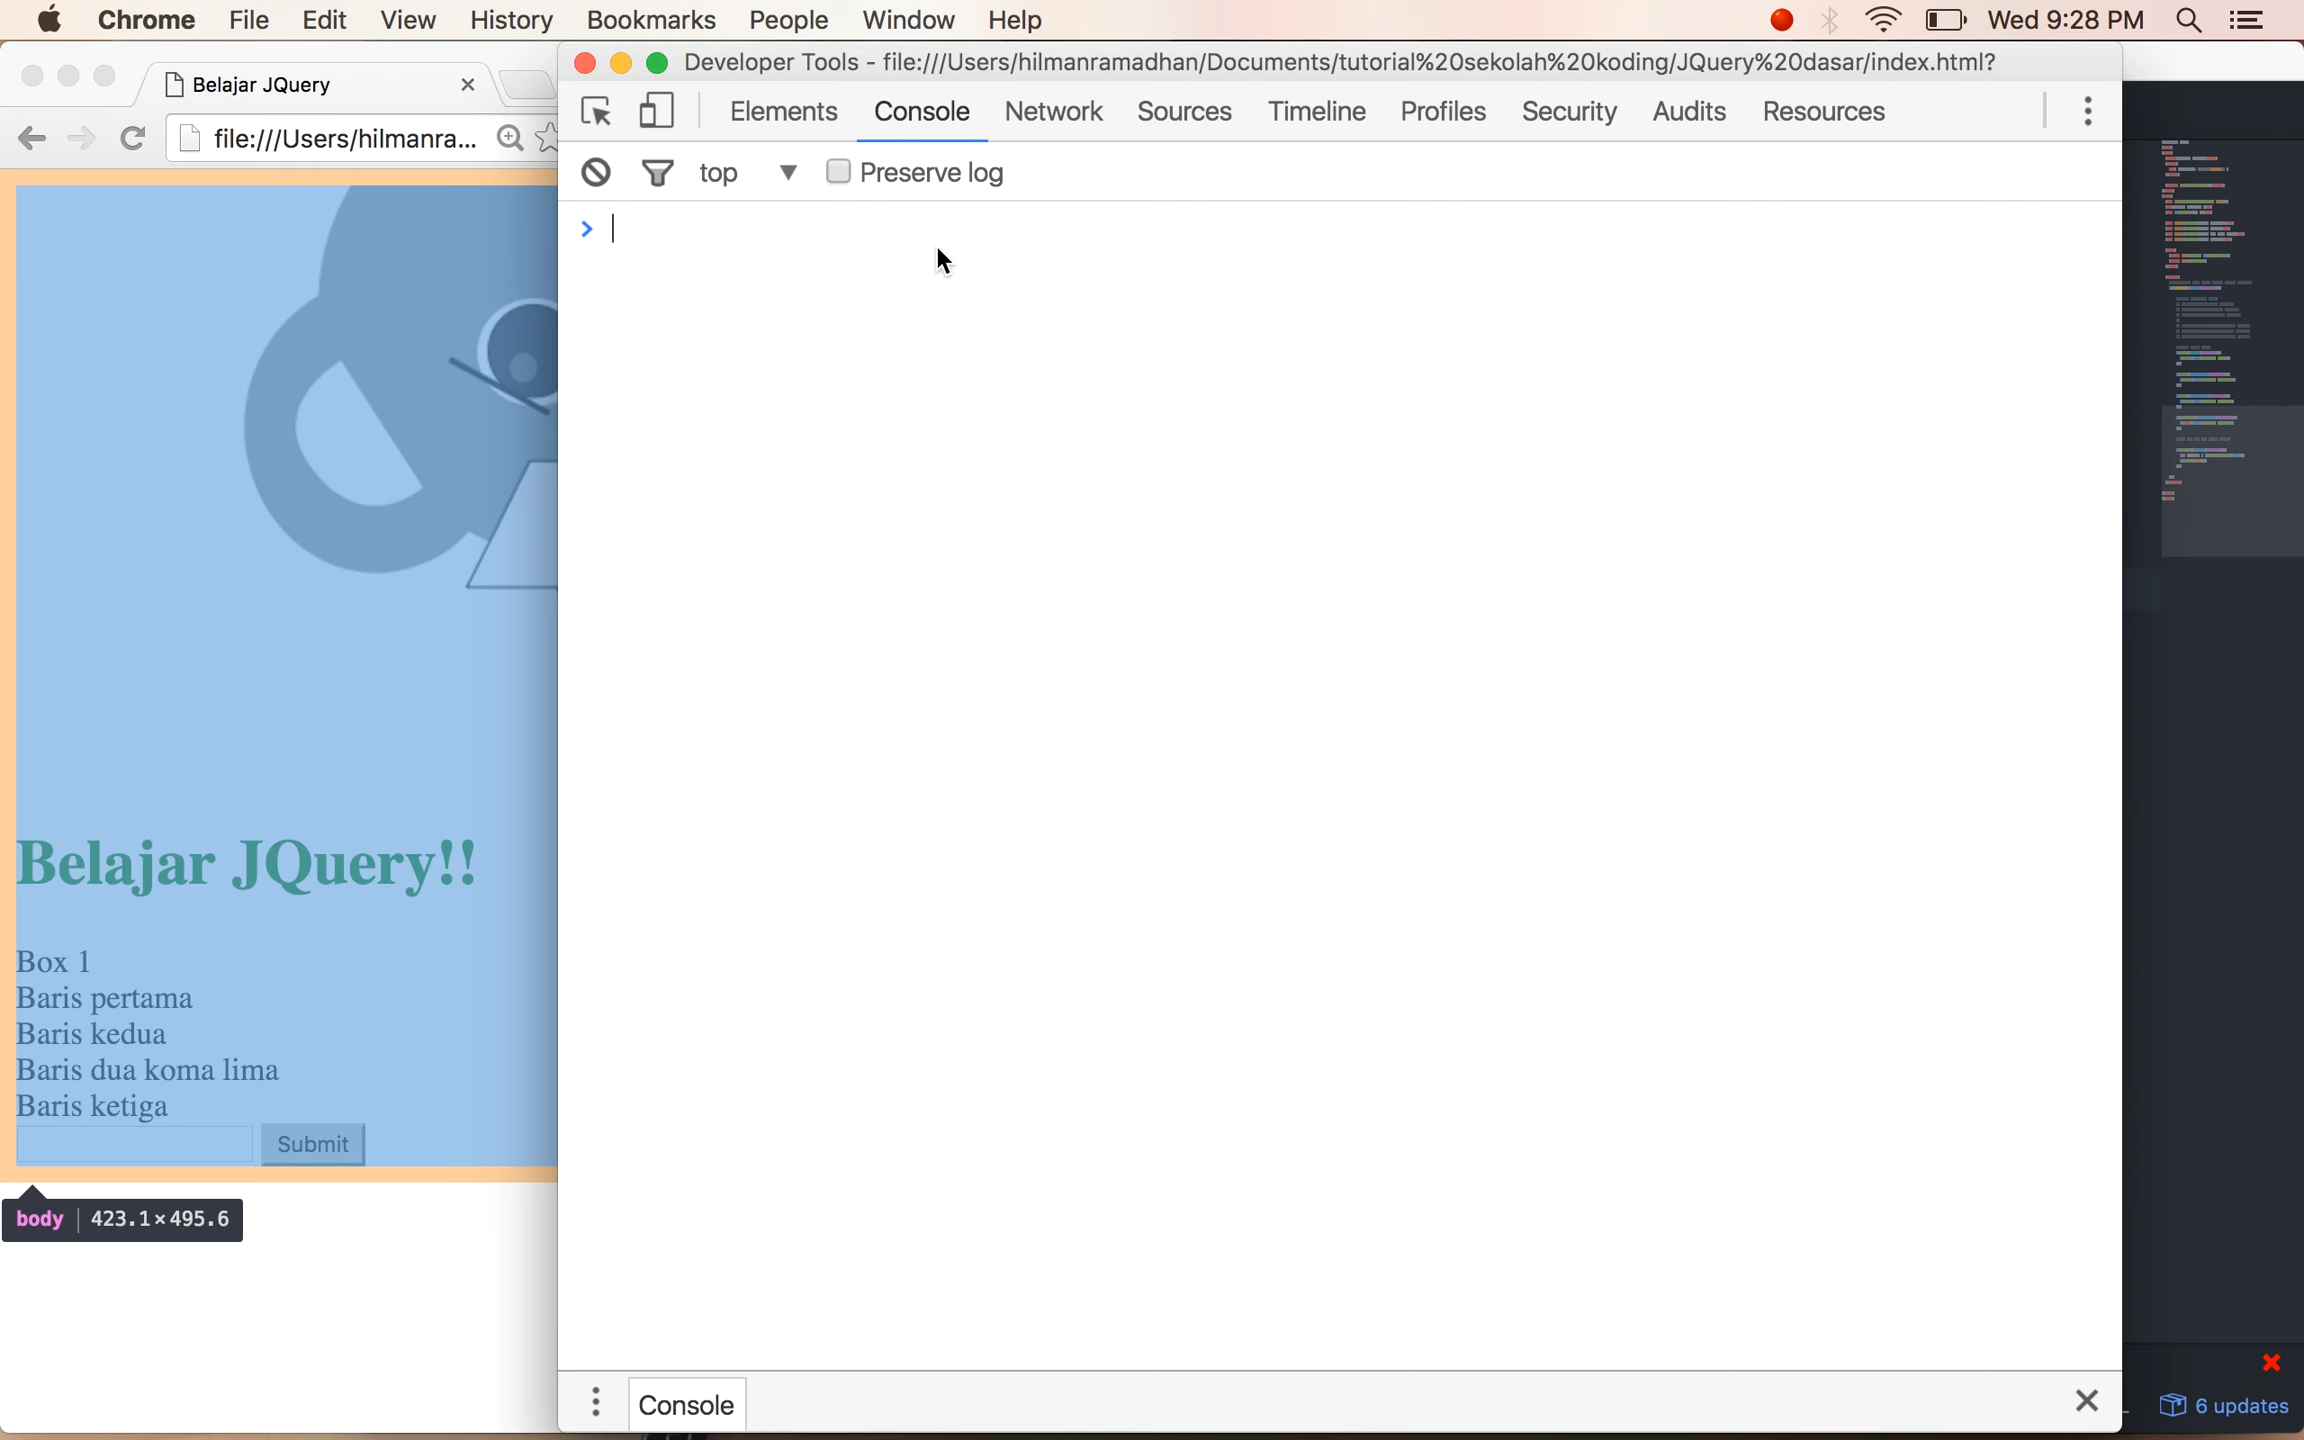 Chrome File Edit View History Bookmarks People Window Help Wed 9:28 PM
Belajar JQuery
file:///Users/hilmanra...
Developer Tools - file:///Users/hilmanramadhan/Documents/tutorial%20sekolah%20koding/JQuery%20dasar/index.html?
Elements Console Network Sources Timeline Profiles Security Audits Resources
top Preserve log
Belajar JQuery!!
Box 1
Baris pertama
Baris kedua
Baris dua koma lima
Baris ketiga
Submit
body 423.1×495.6
Console
6 updates